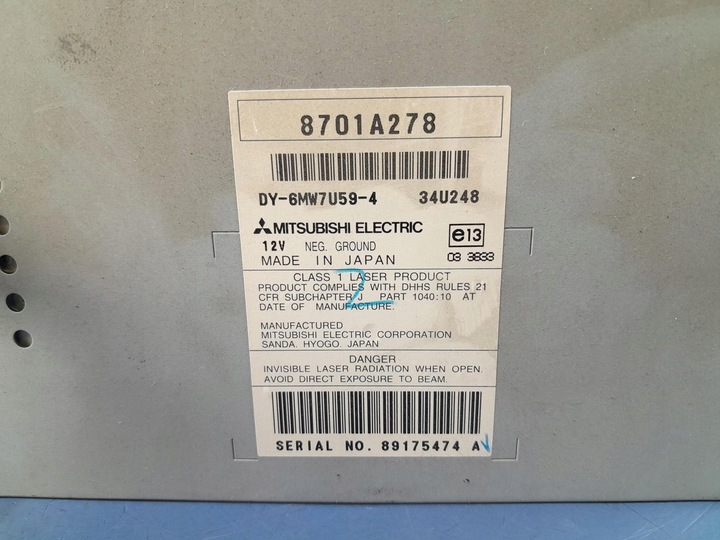 8701A278
DY-6MW7U59-4 34U248
MITSUBISHI ELECTRIC
12V NEG. GROUND e13
MADE IN JAPAN 03 3833
CLASS 1 LASER PRODUCT
PRODUCT COMPLIES WITH DHHS RULES 21
CFR SUBCHAPTER J PART 1040:10 AT
DATE OF MANUFACTURE.
2
MANUFACTURED
MITSUBISHI ELECTRIC CORPORATION
SANDA. HYOGO. JAPAN
DANGER
INVISIBLE LASER RADIATION WHEN OPEN.
AVOID DIRECT EXPOSURE TO BEAM.
SERIAL NO. 89175474 A